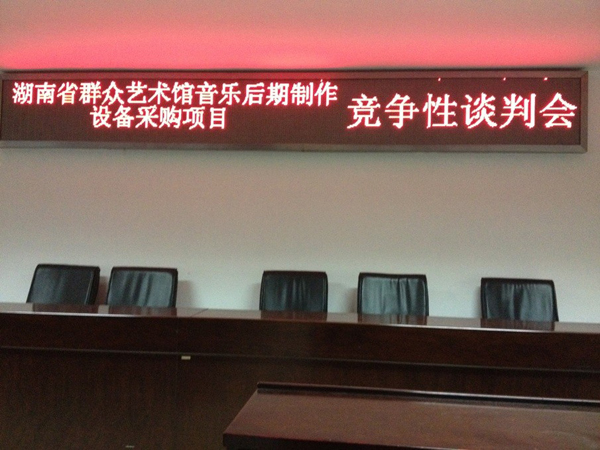 湖南省群众艺术馆音乐后期制作
设备采购项目
竞争性谈判会